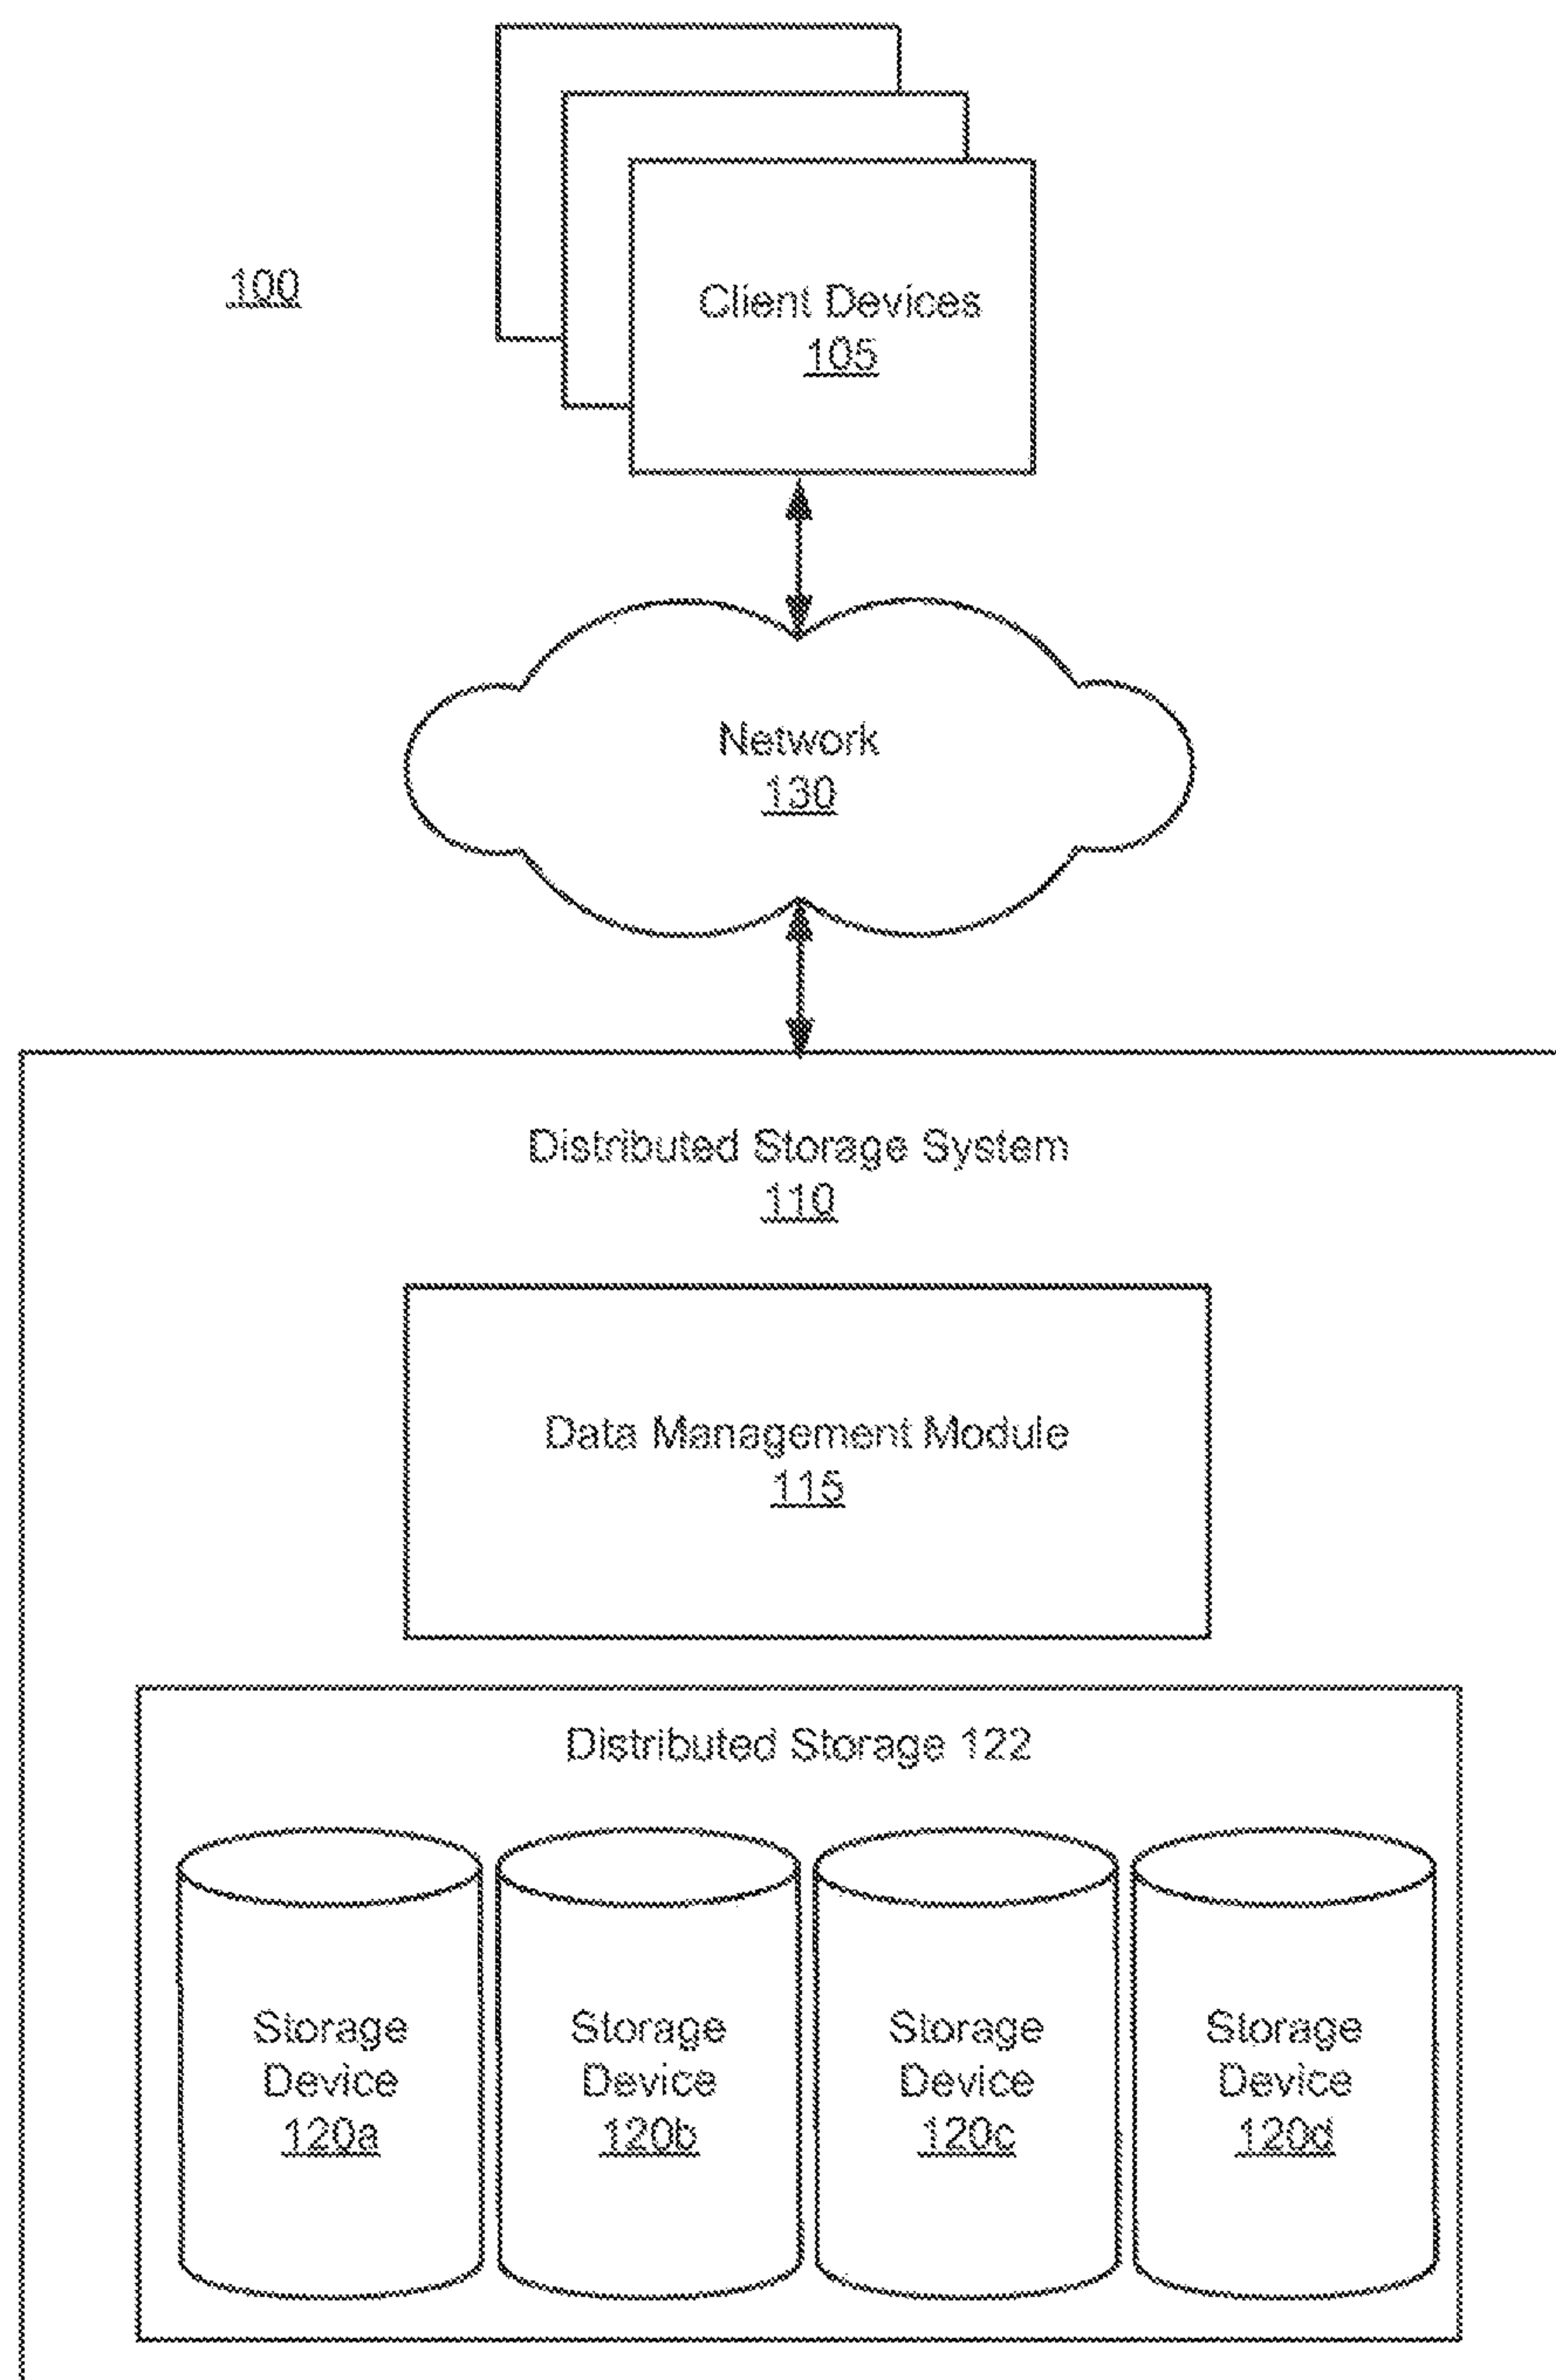 100
Client Devices
105
Network
130
Distributed Storage System
110
Data Management Module
115
Distributed Storage 122
Storage
Device
120a
Storage
Device
120b
Storage
Device
120c
Storage
Device
120d